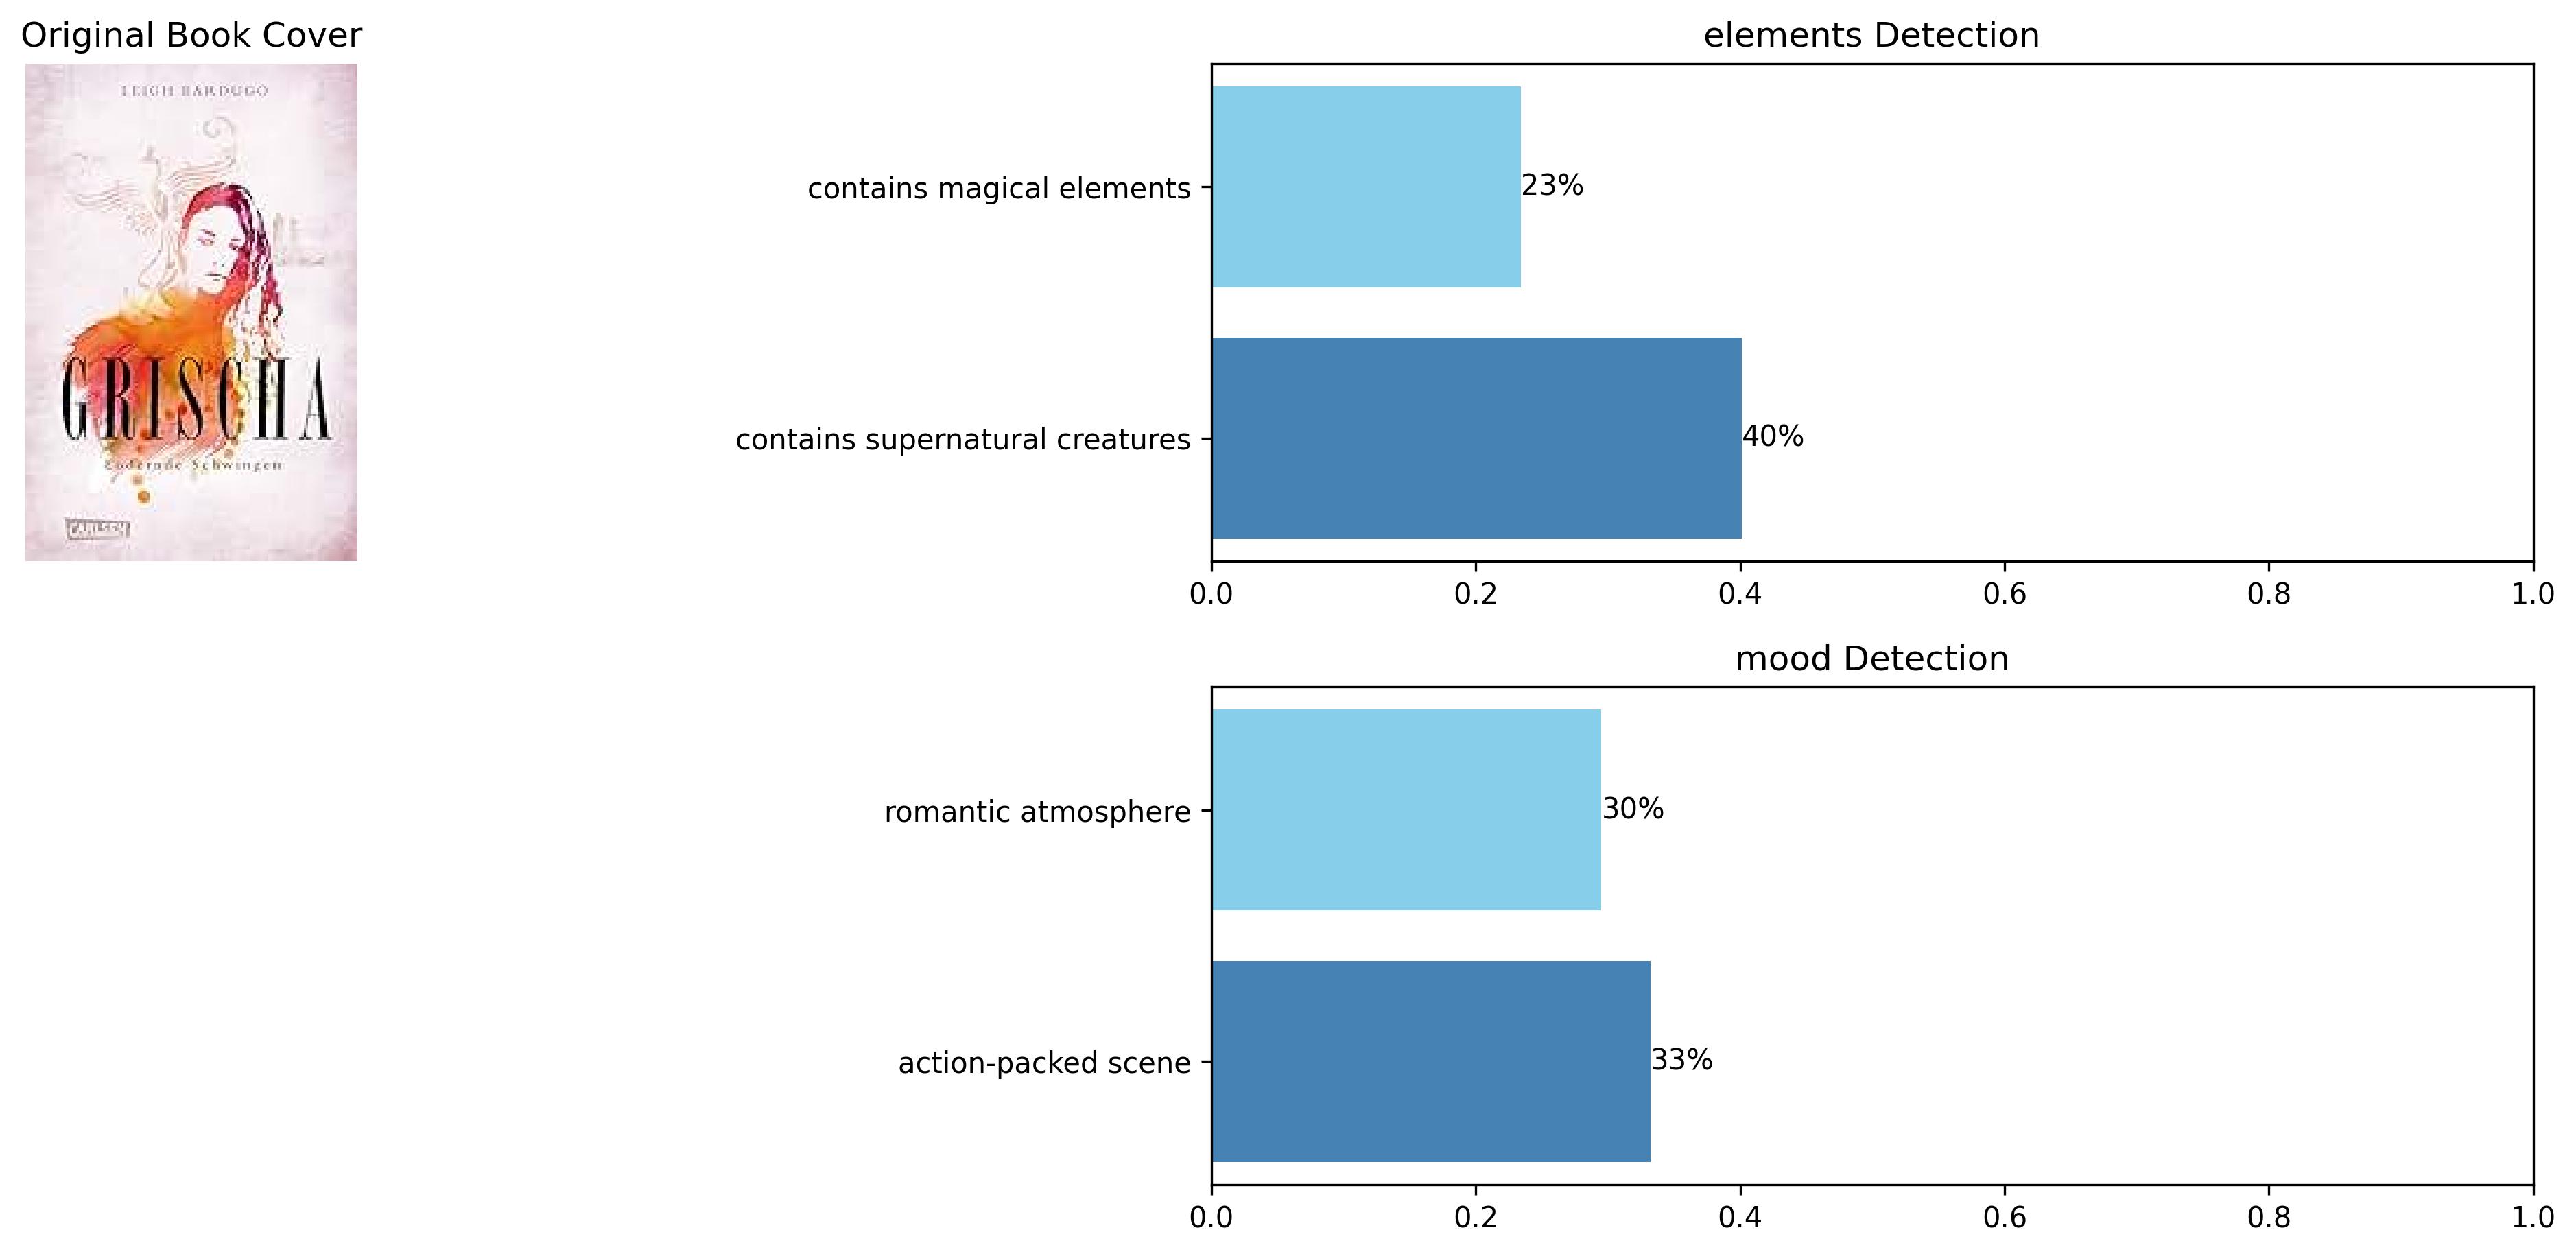 Original Book Cover
LEIGH BARDUGO
GRISCHA
Lodernde Schwingen
CARLSEN
elements Detection
contains magical elements
23%
contains supernatural creatures
40%
0.0 0.2 0.4 0.6 0.8 1.0
mood Detection
romantic atmosphere
30%
action-packed scene
33%
0.0 0.2 0.4 0.6 0.8 1.0